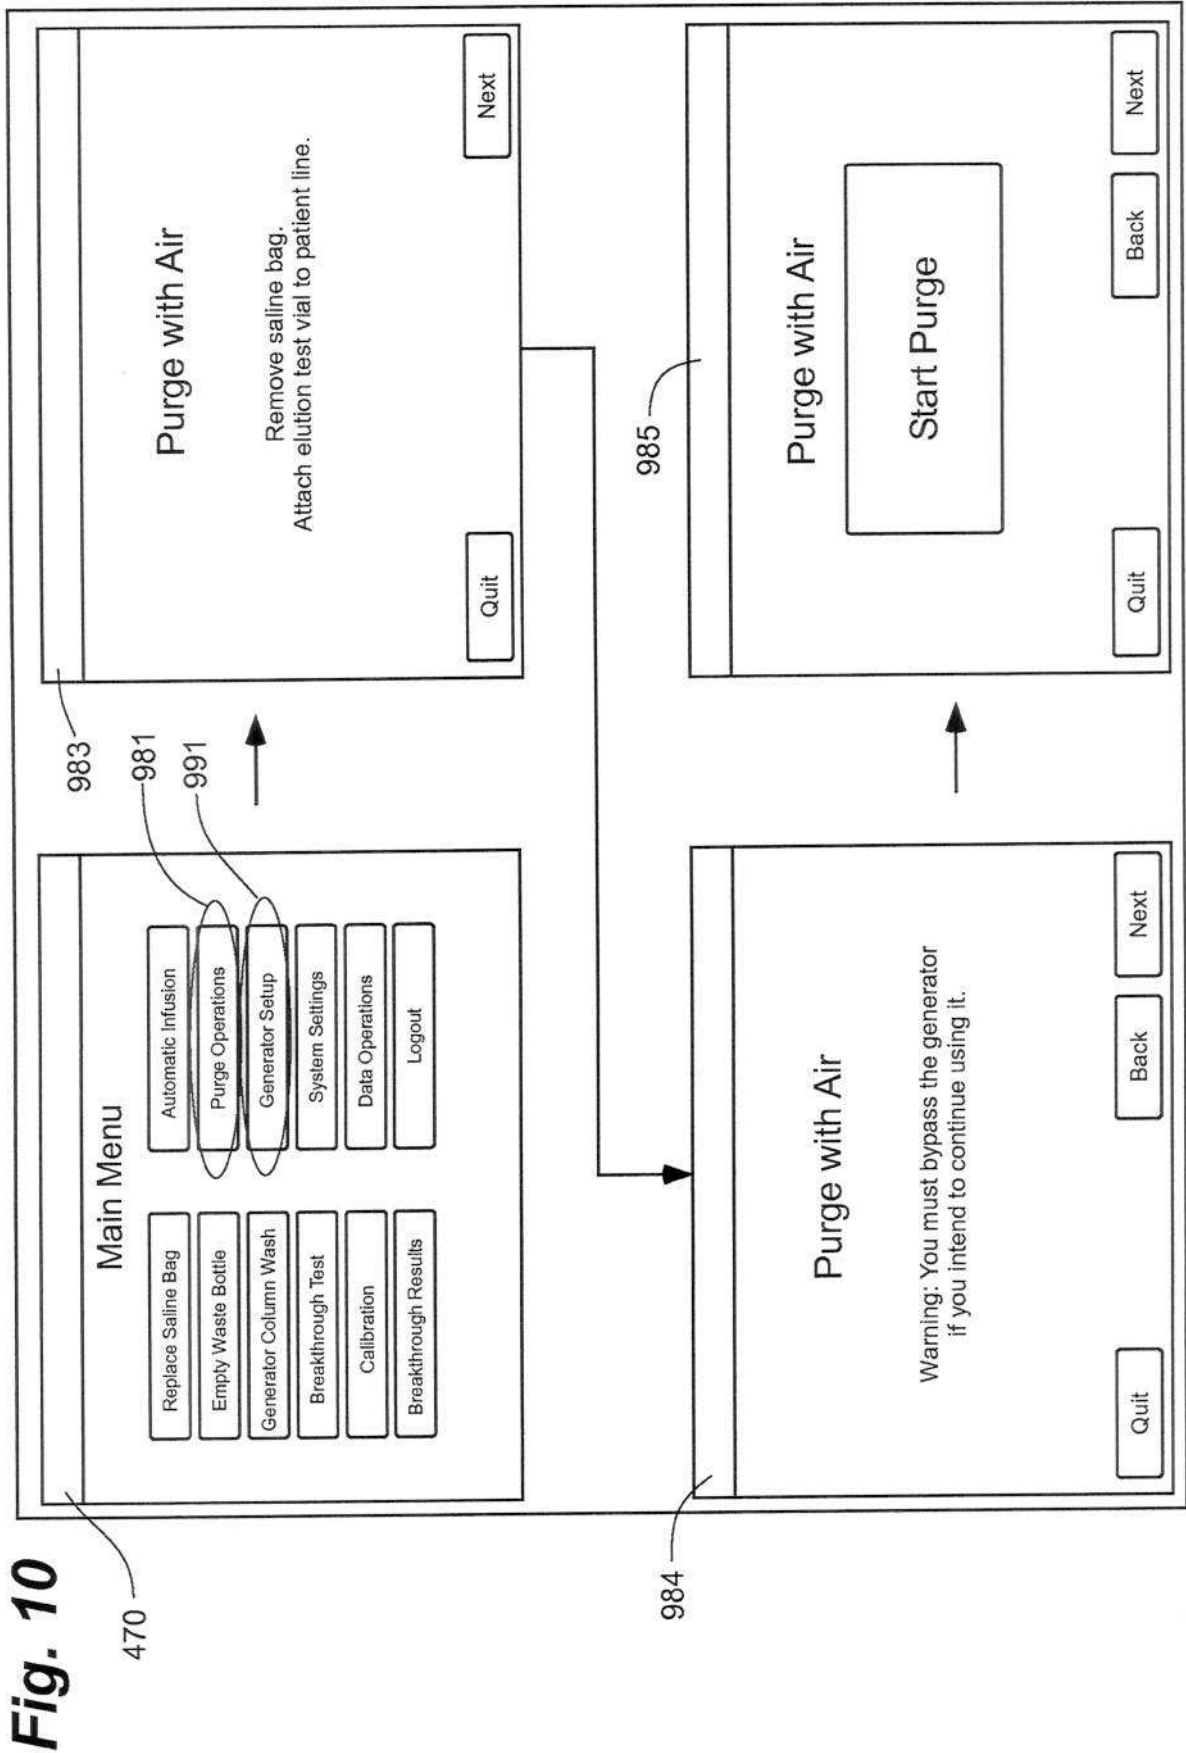 Fig. 10
470
Main Menu
Replace Saline Bag
Empty Waste Bottle
Generator Column Wash
Breakthrough Test
Calibration
Breakthrough Results
Automatic Infusion
Purge Operations
Generator Setup
System Settings
Data Operations
Logout
981
991
983
Purge with Air
Remove saline bag.
Attach elution test vial to patient line.
Quit
Next
984
Purge with Air
Warning: You must bypass the generator
if you intend to continue using it.
Quit
Back
Next
985
Purge with Air
Start Purge
Quit
Back
Next